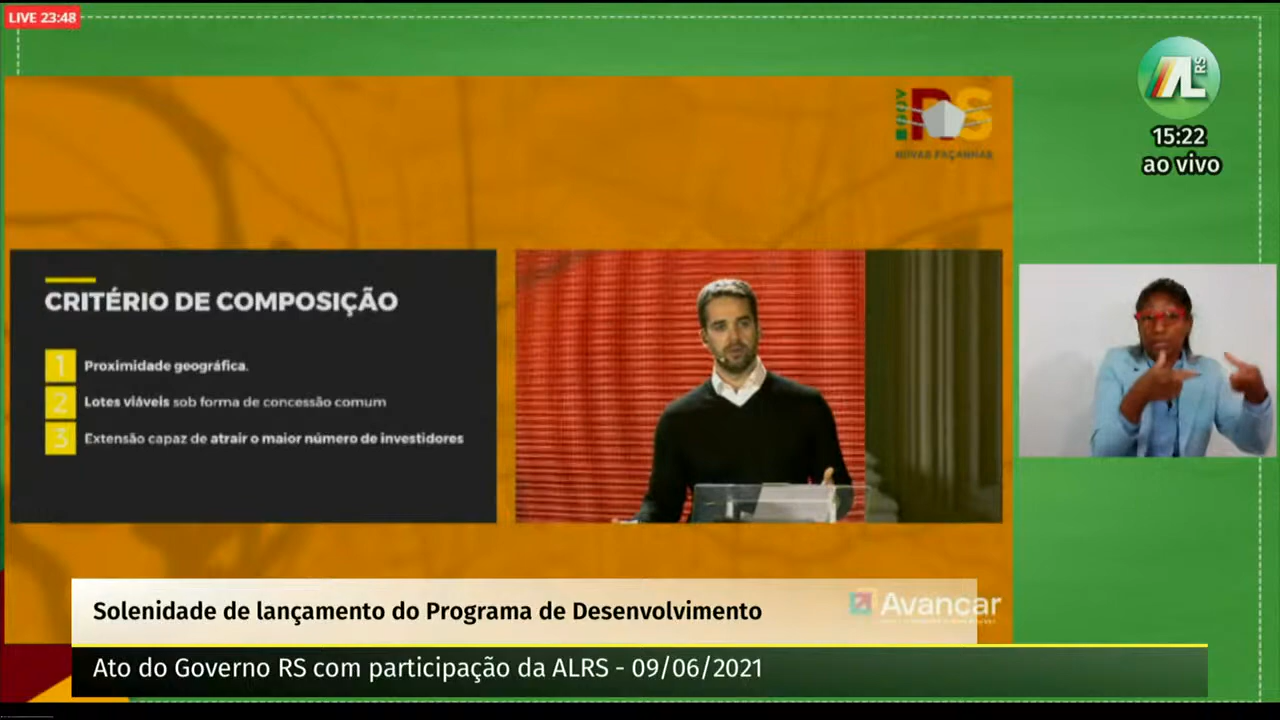 LIVE 23:48
RS
15:22
ao vivo
GOV
RS
NOVAS FAÇANHAS
CRITÉRIO DE COMPOSIÇÃO
1 Proximidade geográfica.
2 Lotes viáveis sob forma de concessão comum
3 Extensão capaz de atrair o maior número de investidores
Avançar
Solenidade de lançamento do Programa de Desenvolvimento
Ato do Governo RS com participação da ALRS - 09/06/2021